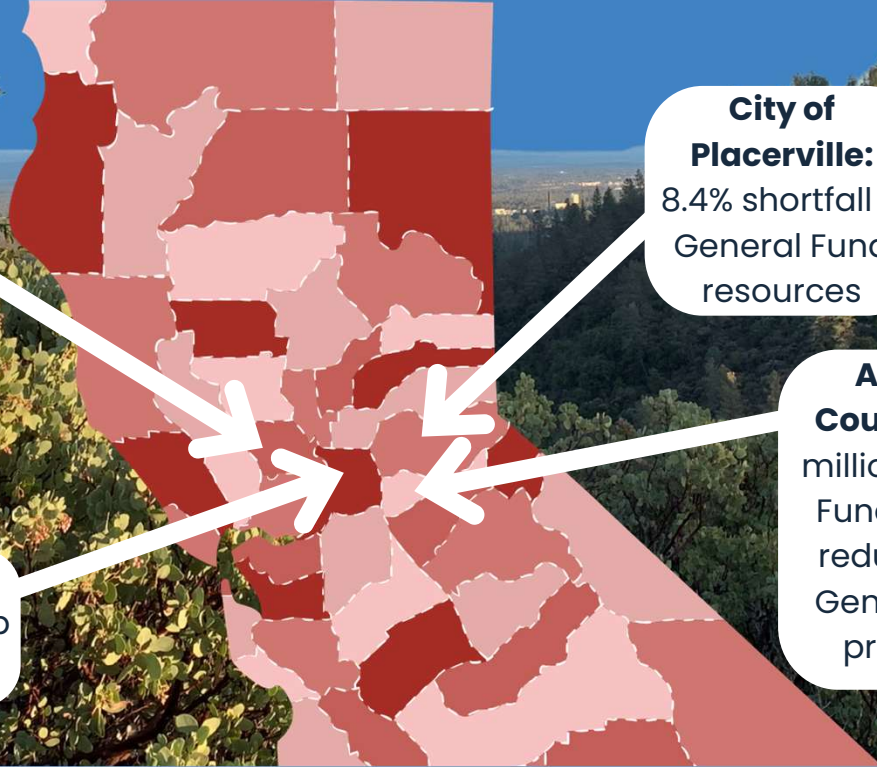 City of
Placerville:
8.4% shortfall
General Fund
resources
A
Cou
millio
Fund
redu
Gen
pr